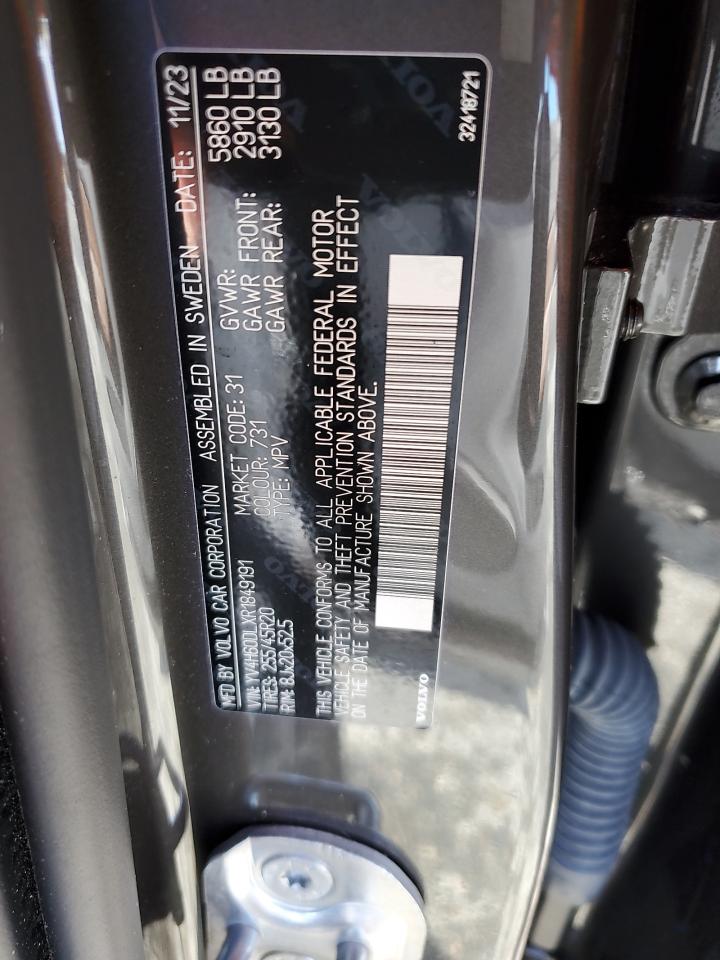 MFD BY VOLVO CAR CORPORATION ASSEMBLED IN SWEDEN DATE: 11/23
VIN: YV4H60DLXR1849191 MARKET CODE: 31 GVWR: 5860 LB
TIRES: 255/45R20 COLOUR: 731 GAWR FRONT: 2910 LB
RIM: 8Jx20x52.5 TYPE: MPV GAWR REAR: 3130 LB
THIS VEHICLE CONFORMS TO ALL APPLICABLE FEDERAL MOTOR
VEHICLE SAFETY AND THEFT PREVENTION STANDARDS IN EFFECT
ON THE DATE OF MANUFACTURE SHOWN ABOVE.
VOLVO 32418721